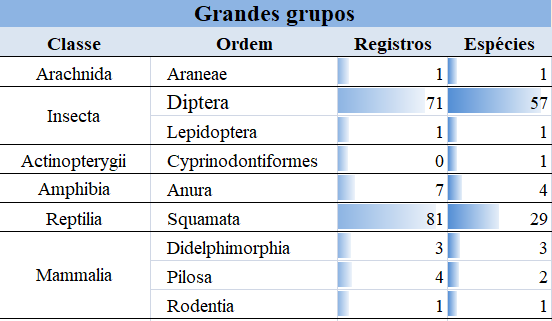 Grandes grupos
Classe Ordem Registros Espécies
Arachnida Araneae 1 1
Insecta Diptera 71 57
Lepidoptera 1 1
Actinopterygii Cyprinodontiformes 0 1
Amphibia Anura 7 4
Reptilia Squamata 81 29
Mammalia Didelphimorphia 3 3
Pilosa 4 2
Rodentia 1 1